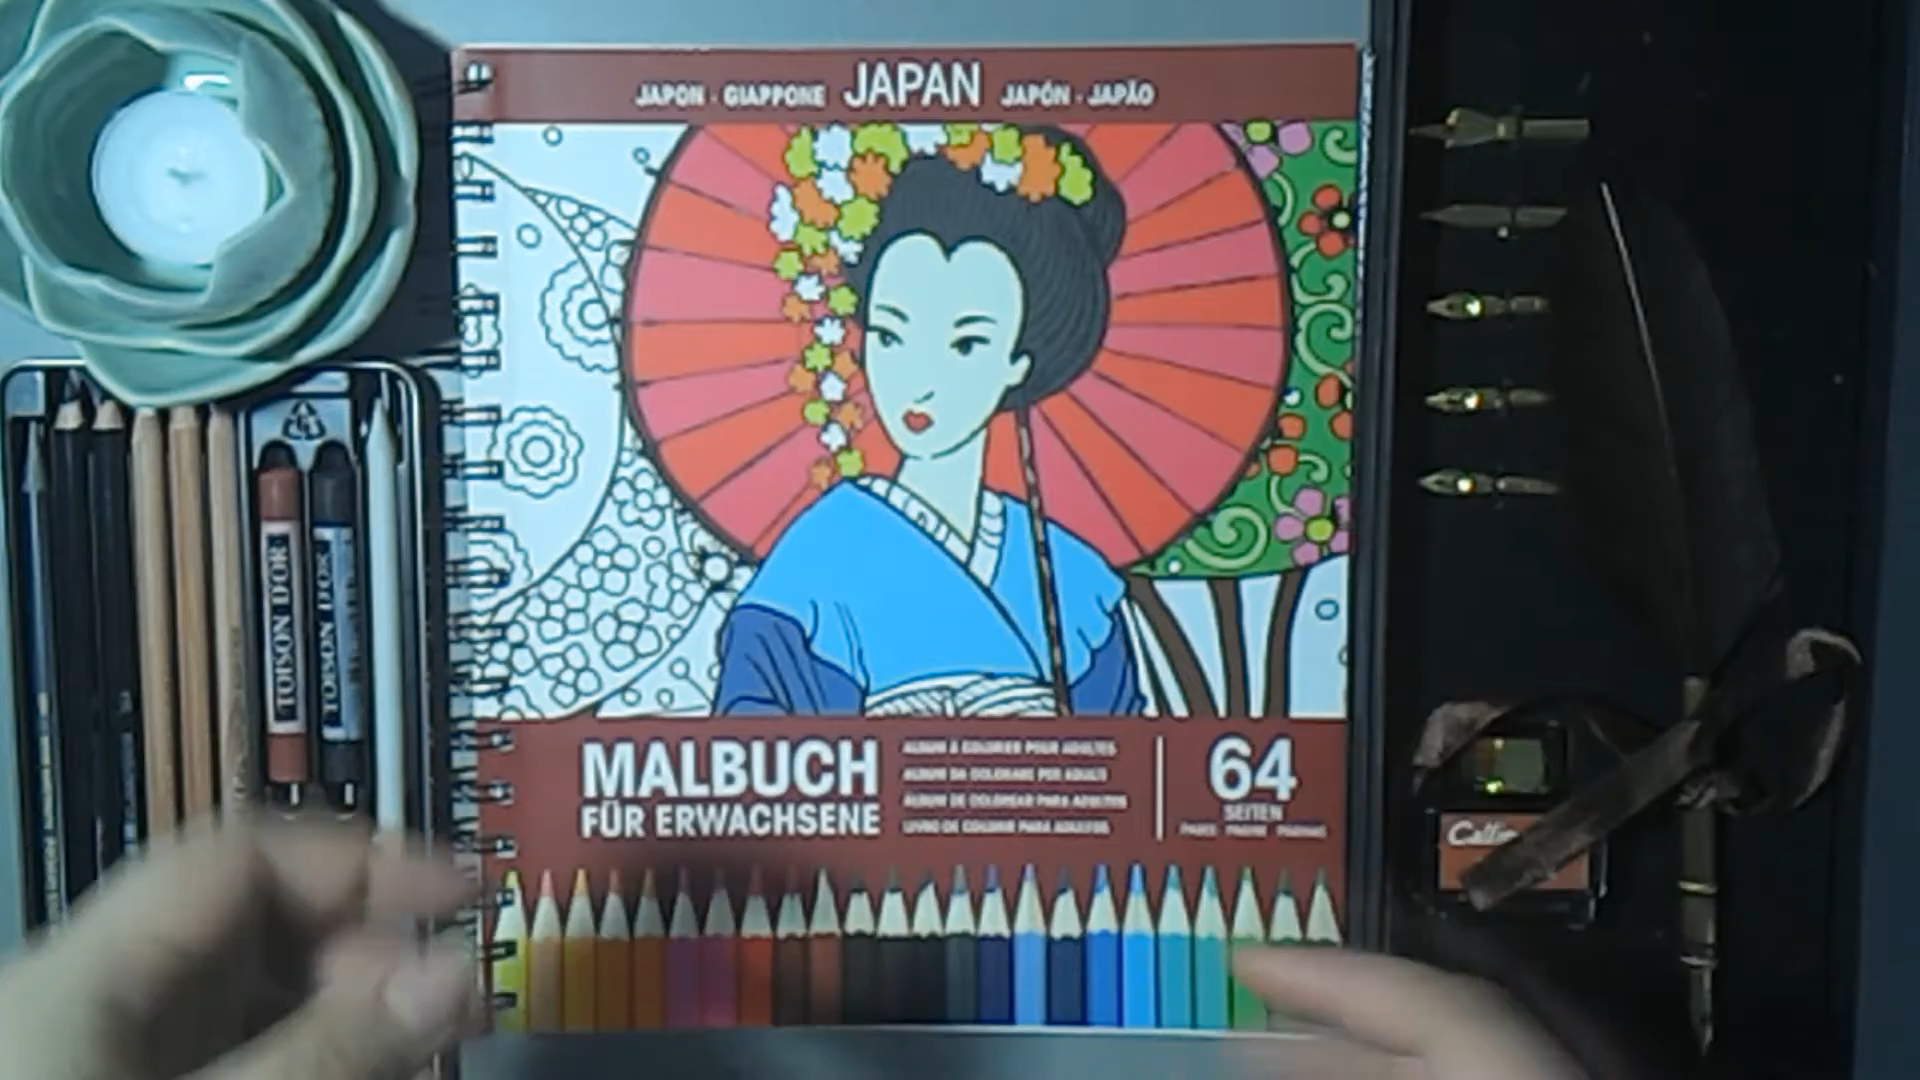 JAPON - GIAPPONE JAPAN JAPÓN - JAPÃO
MALBUCH
FÜR ERWACHSENE
ALBUM À COLORIER POUR ADULTES
ALBUM DA COLORARE PER ADULTI
ÁLBUM DE COLOREAR PARA ADULTOS
LIVRO DE COLORIR PARA ADULTOS
64
SEITEN
PAGES PAGINE PÁGINAS
TOISON D'OR
TOISON D'OR